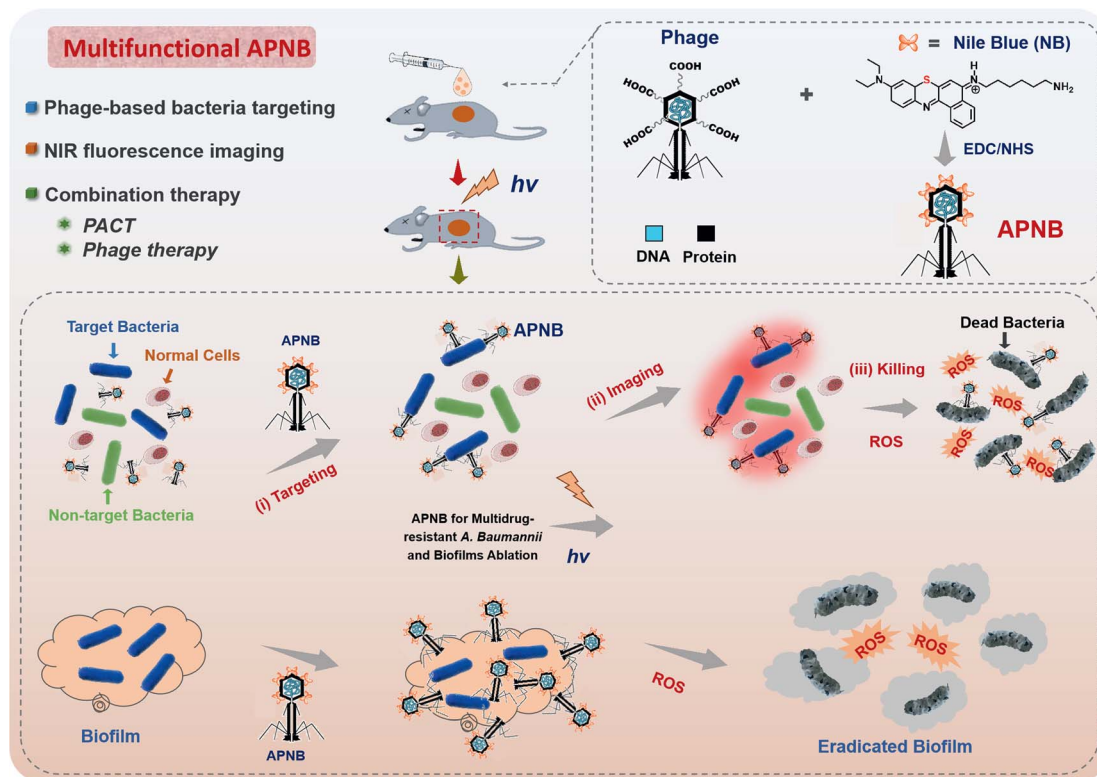 Multifunctional APNB
Phage-based bacteria targeting
NIR fluorescence imaging
Combination therapy
PACT
Phage therapy
hv
Phage
COOH
HOOC
COOH
HOOC
COOH
+
= Nile Blue (NB)
N
S
N
H
N
+
NH2
EDC/NHS
APNB
DNA
Protein
Target Bacteria
Normal Cells
Non-target Bacteria
APNB
(i) Targeting
APNB
(ii) Imaging
(iii) Killing
ROS
Dead Bacteria
ROS
ROS
ROS
ROS
APNB for Multidrug-
resistant A. Baumannii
and Biofilms Ablation
hv
Biofilm
APNB
ROS
ROS
ROS
Eradicated Biofilm